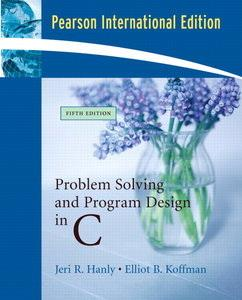 Pearson International Edition
FIFTH EDITION
Problem Solving
and Program Design
in C
Jeri R. Hanly • Elliot B. Koffman